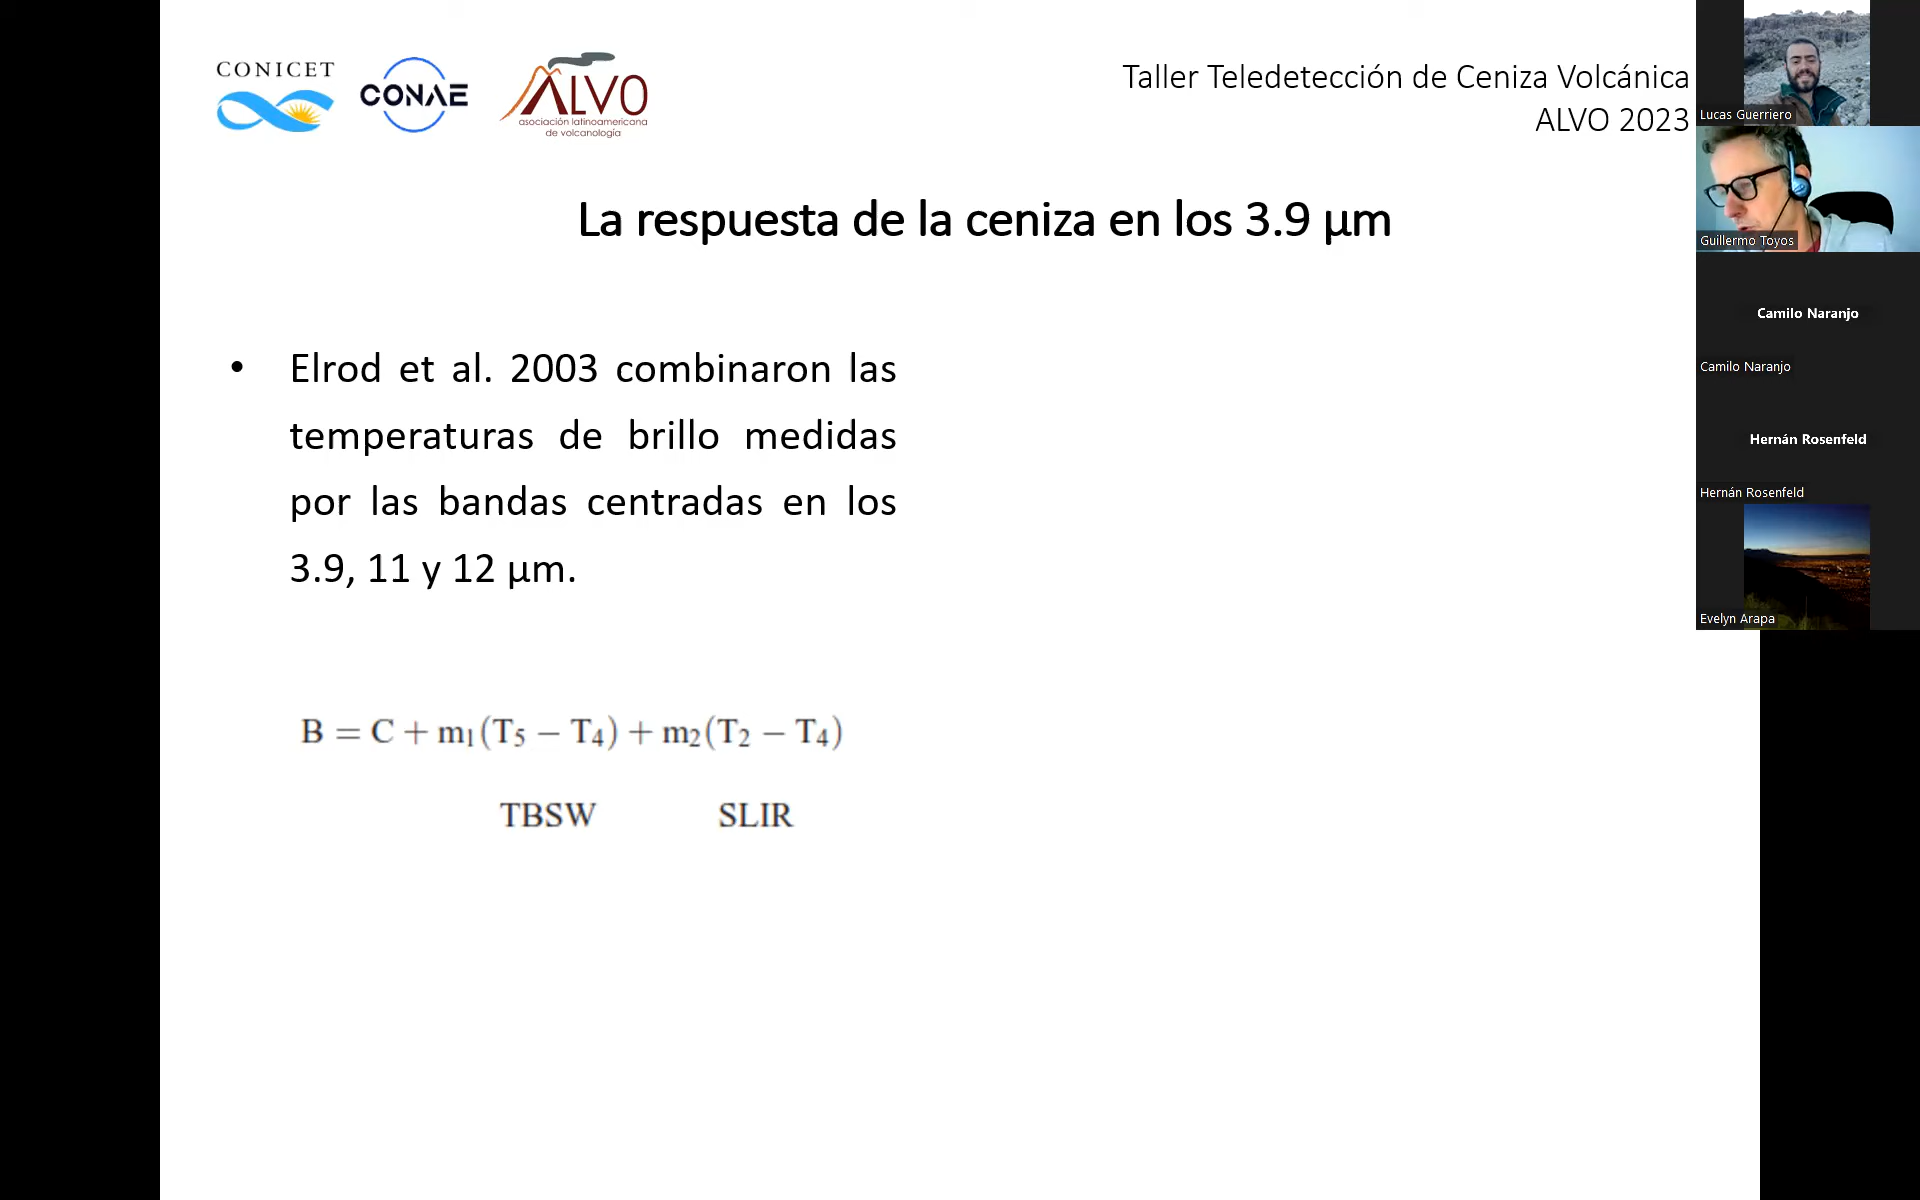 CONICET
CONAE
ALVO
asociación latinoamericana
de volcanología
Taller Teledetección de Ceniza Volcánica
ALVO 2023
La respuesta de la ceniza en los 3.9 µm
• Elrod et al. 2003 combinaron las
temperaturas de brillo medidas
por las bandas centradas en los
3.9, 11 y 12 µm.
B = C + m₁(T₅ − T₄) + m₂(T₂ − T₄)
TBSW SLIR
Lucas Guerriero
Guillermo Toyos
Camilo Naranjo
Camilo Naranjo
Hernán Rosenfeld
Hernán Rosenfeld
Evelyn Arapa